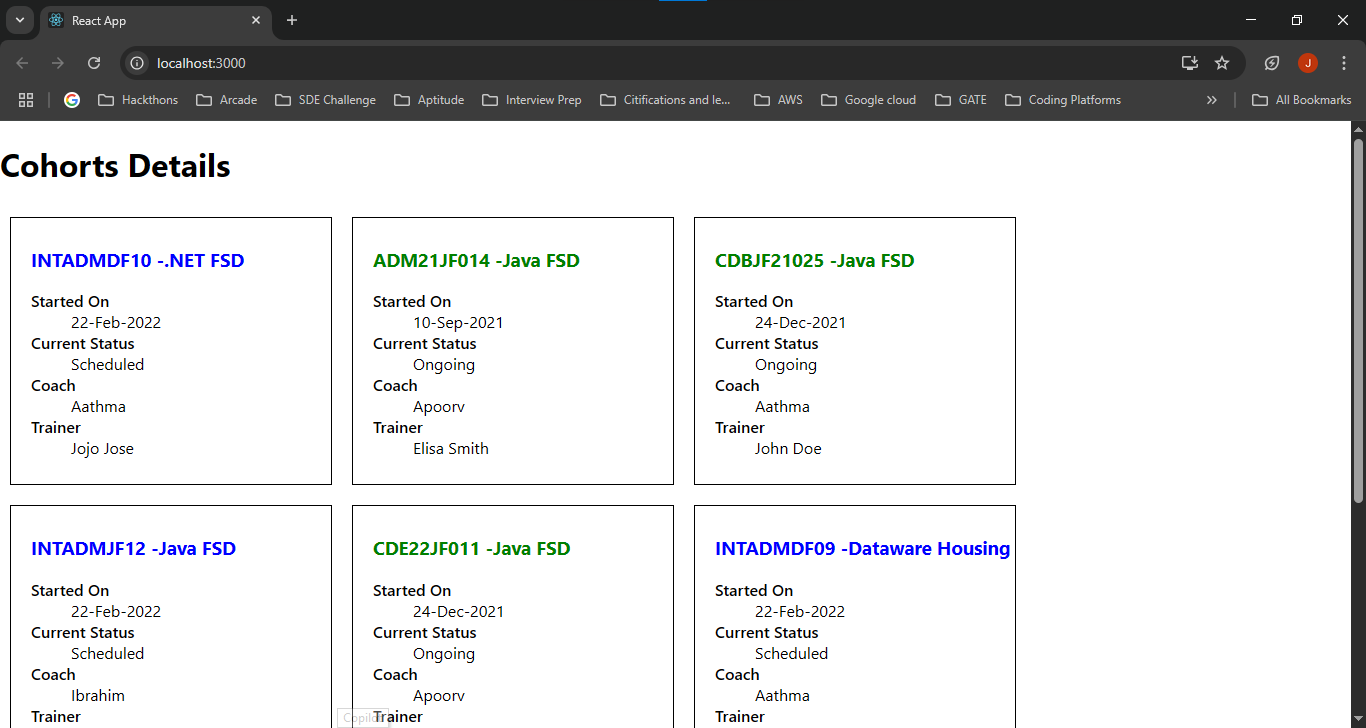 React App
localhost:3000
J
Hackthons
Arcade
SDE Challenge
Aptitude
Interview Prep
Citifications and le...
AWS
Google cloud
GATE
Coding Platforms
All Bookmarks
Cohorts Details
INTADMDF10 -.NET FSD
Started On
22-Feb-2022
Current Status
Scheduled
Coach
Aathma
Trainer
Jojo Jose
ADM21JF014 -Java FSD
Started On
10-Sep-2021
Current Status
Ongoing
Coach
Apoorv
Trainer
Elisa Smith
CDBJF21025 -Java FSD
Started On
24-Dec-2021
Current Status
Ongoing
Coach
Aathma
Trainer
John Doe
INTADMJF12 -Java FSD
Started On
22-Feb-2022
Current Status
Scheduled
Coach
Ibrahim
Trainer
CDE22JF011 -Java FSD
Started On
24-Dec-2021
Current Status
Ongoing
Coach
Apoorv
Trainer
INTADMDF09 -Dataware Housing
Started On
22-Feb-2022
Current Status
Scheduled
Coach
Aathma
Trainer